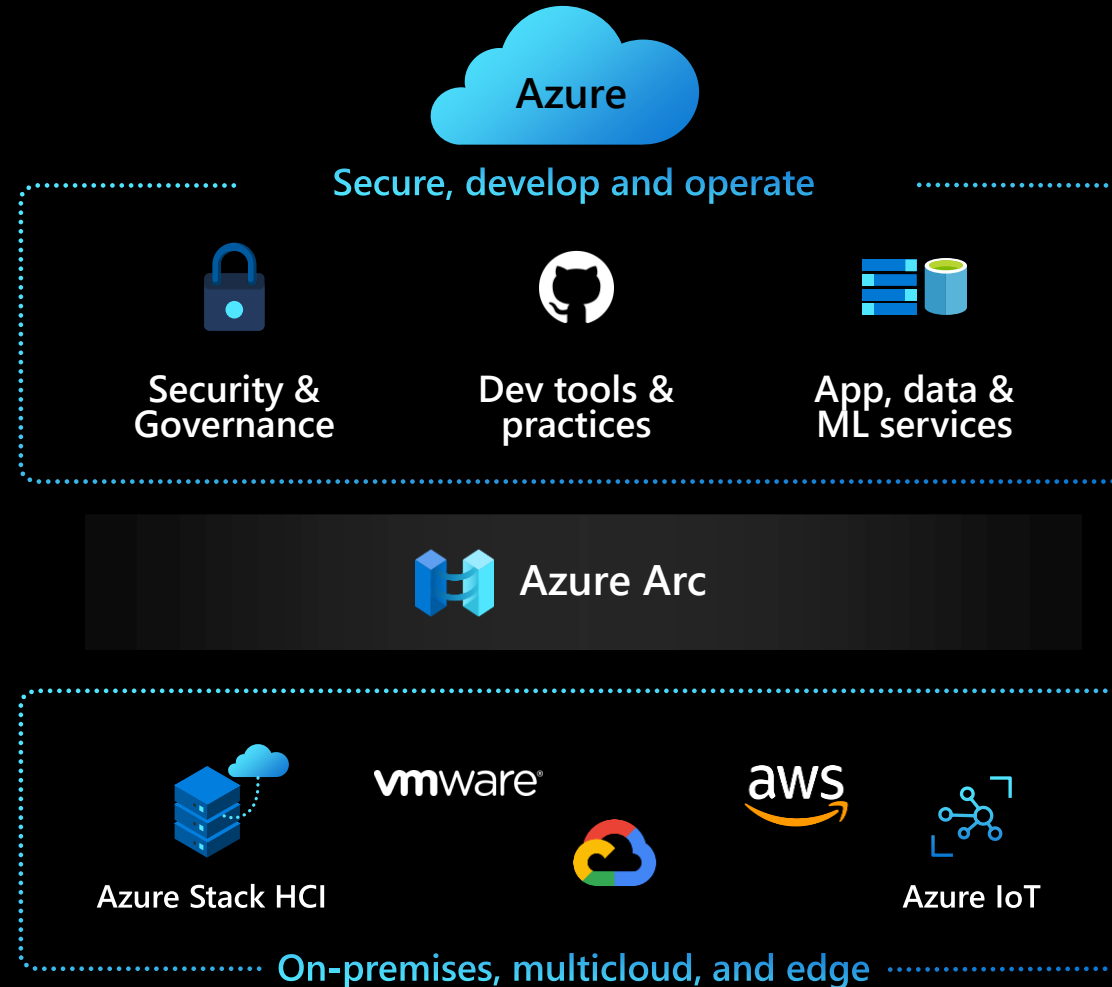 Azure
Secure, develop and operate
Security &
Governance
Dev tools &
practices
App, data &
ML services
Azure Arc
vmware®
aws
Azure Stack HCI
Azure IoT
On-premises, multicloud, and edge